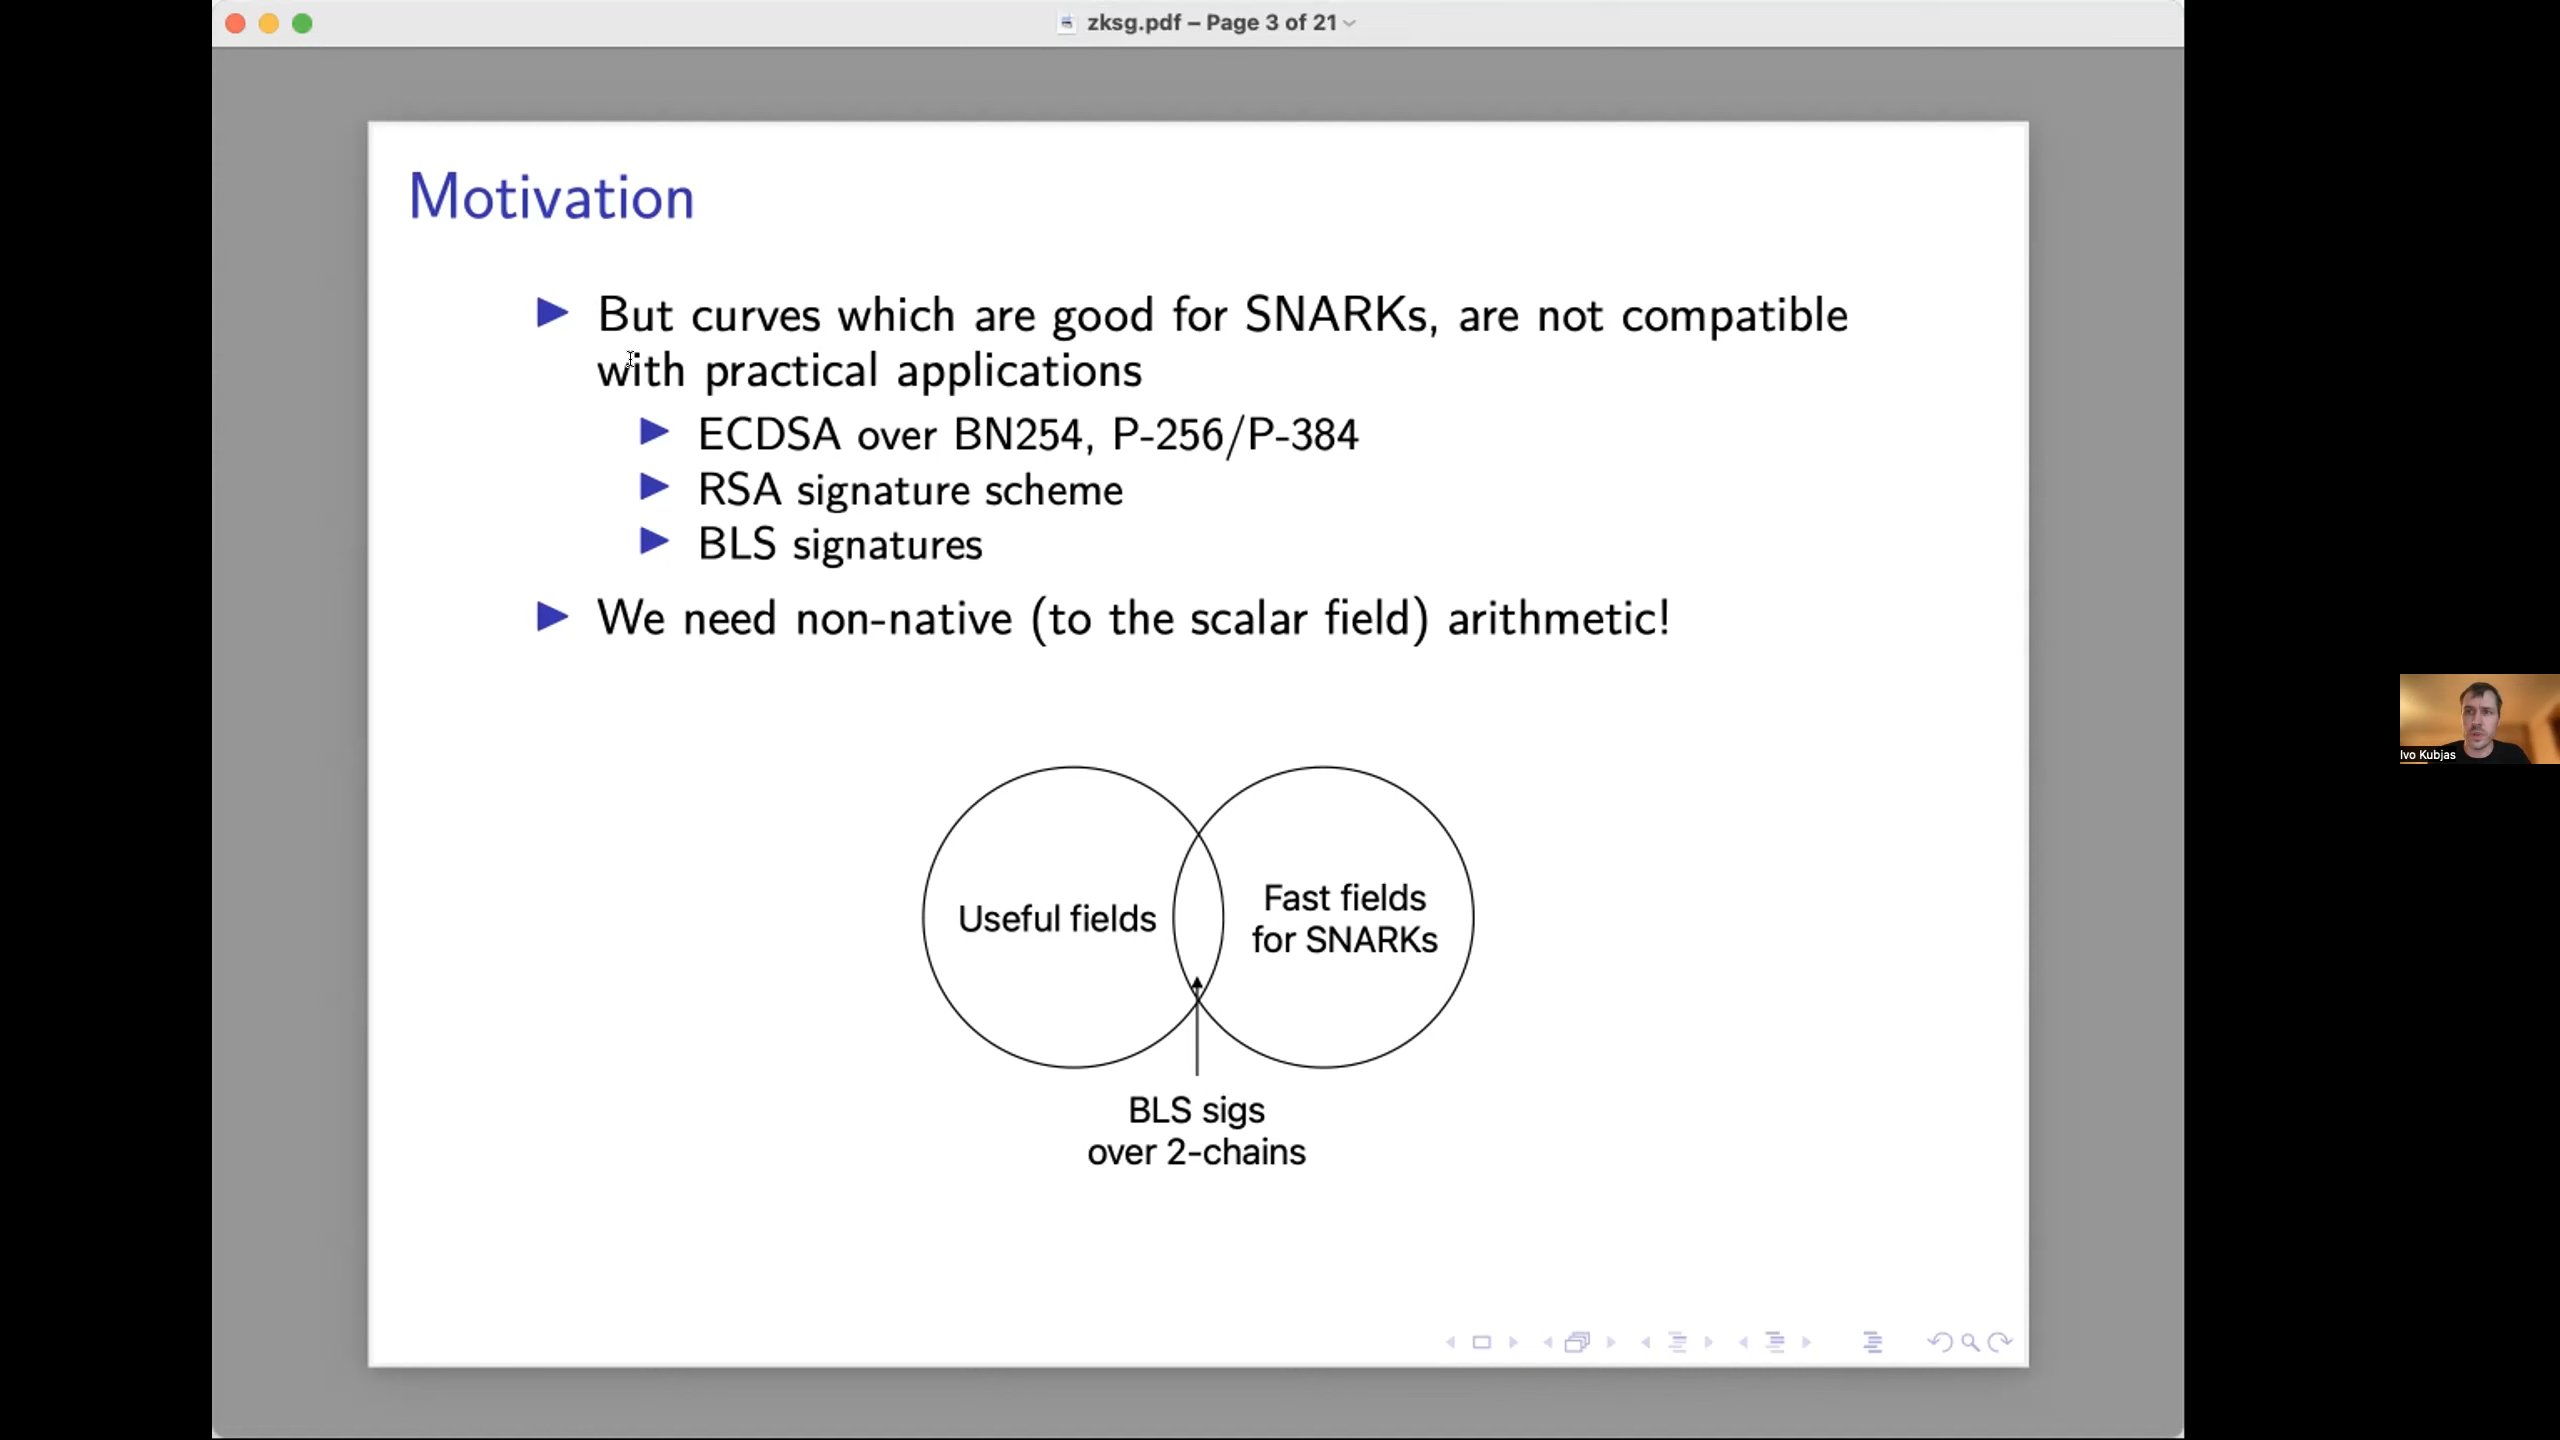 zksg.pdf – Page 3 of 21
Motivation
But curves which are good for SNARKs, are not compatible
with practical applications
ECDSA over BN254, P-256/P-384
RSA signature scheme
BLS signatures
We need non-native (to the scalar field) arithmetic!
Useful fields
Fast fields
for SNARKs
BLS sigs
over 2-chains
Ivo Kubjas